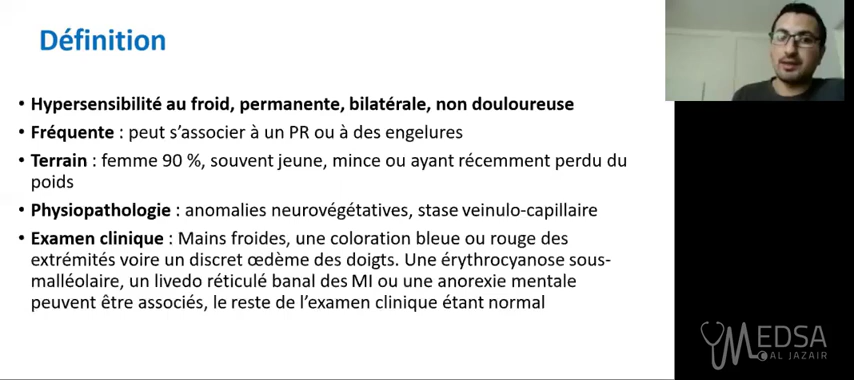 Définition
• Hypersensibilité au froid, permanente, bilatérale, non douloureuse
• Fréquente : peut s'associer à un PR ou à des engelures
• Terrain : femme 90 %, souvent jeune, mince ou ayant récemment perdu du
poids
• Physiopathologie : anomalies neurovégétatives, stase veinulo-capillaire
• Examen clinique : Mains froides, une coloration bleue ou rouge des
extrémités voire un discret œdème des doigts. Une érythrocyanose sous-
malléolaire, un livedo réticulé banal des MI ou une anorexie mentale
peuvent être associés, le reste de l'examen clinique étant normal
MEDSA
AL JAZAIR